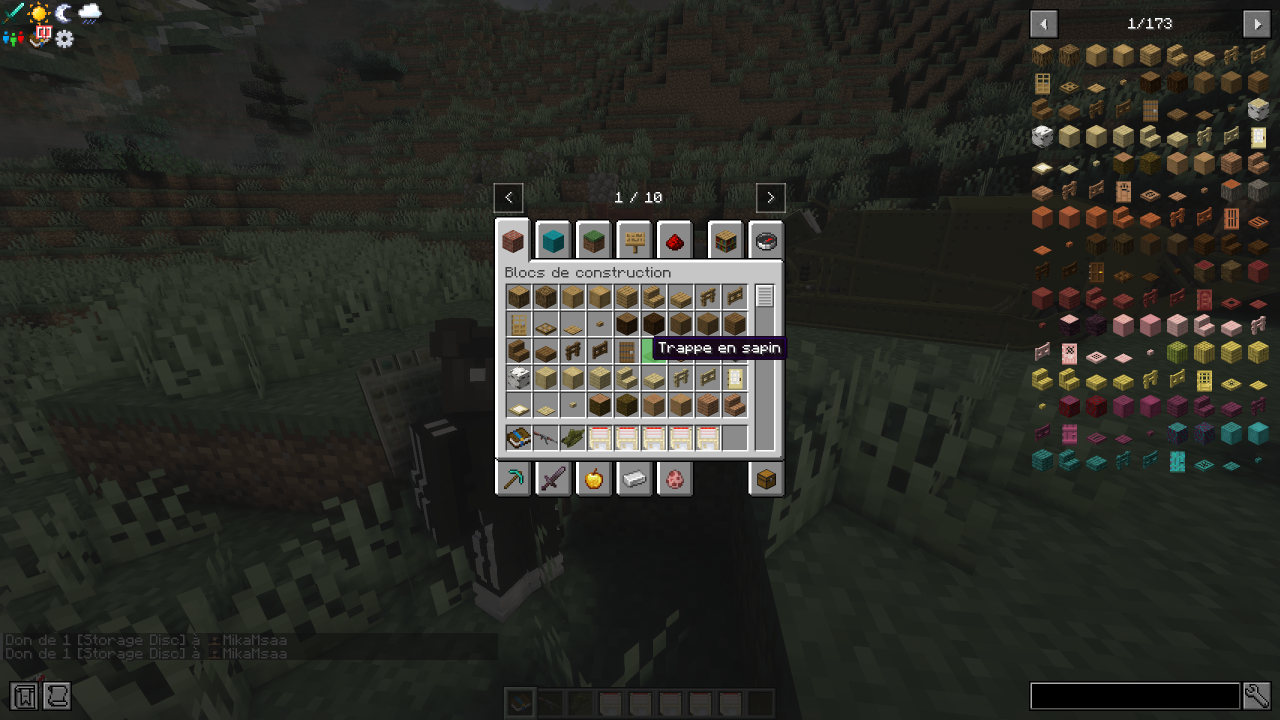 1/173
1 / 10
Blocs de construction
Trappe en sapin
Don de 1 [Storage Disc] à MikaMsaa
Don de 1 [Storage Disc] à MikaMsaa